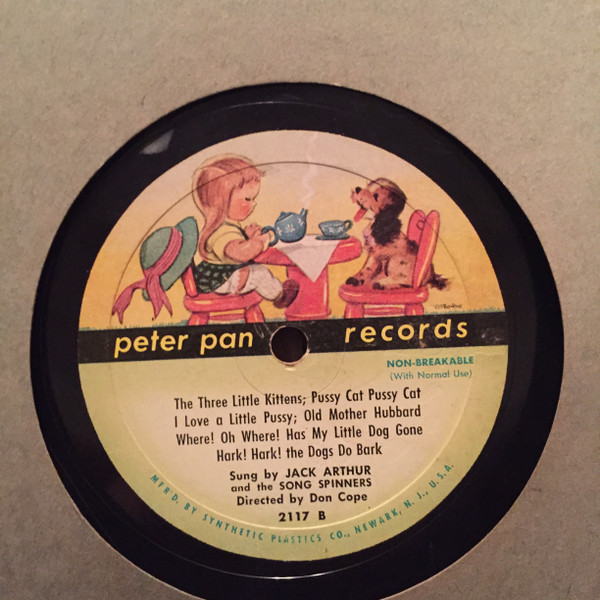 peter pan records
NON-BREAKABLE
(With Normal Use)
The Three Little Kittens; Pussy Cat Pussy Cat
I Love a Little Pussy; Old Mother Hubbard
Where! Oh Where! Has My Little Dog Gone
Hark! Hark! the Dogs Do Bark
Sung by JACK ARTHUR
and the SONG SPINNERS
Directed by Don Cope
2117 B
MFR'D. BY SYNTHETIC PLASTICS CO., NEWARK, N. J., U.S.A.